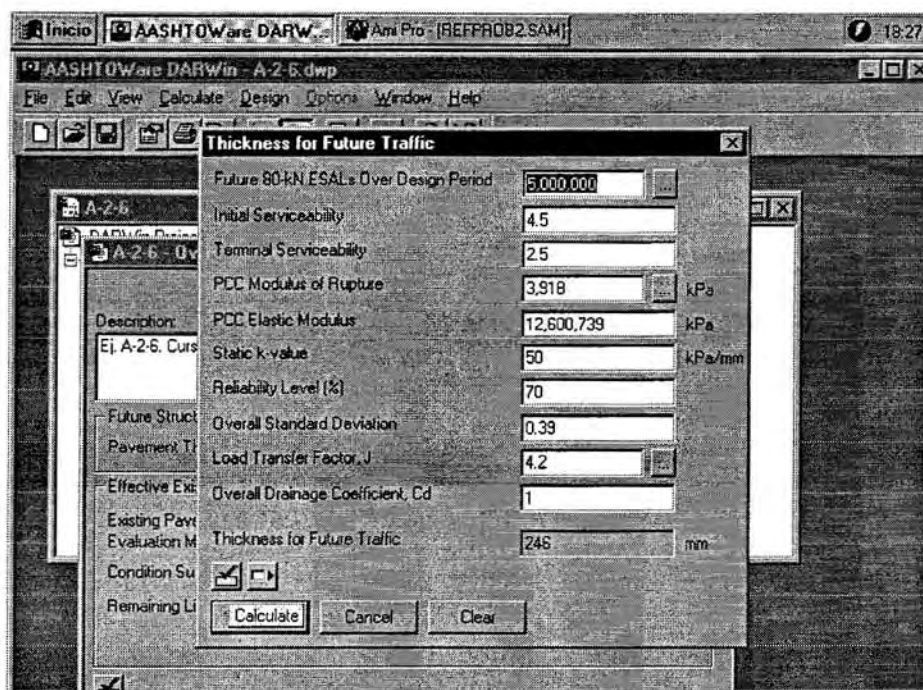 Inicio AASHTOWare DARW... Ami Pro - [REFPROB2.SAM] 18:27
AASHTOWare DARWin - A-2-6.dwp
File Edit View Calculate Design Options Window Help
Thickness for Future Traffic
Future 80-kN ESALs Over Design Period 5,000,000 ...
Initial Serviceability 4.5
Terminal Serviceability 2.5
PCC Modulus of Rupture 3,918 ... kPa
PCC Elastic Modulus 12,600,739 kPa
Static k-value 50 kPa/mm
Reliability Level (%) 70
Overall Standard Deviation 0.39
Load Transfer Factor, J 4.2 ...
Overall Drainage Coefficient, Cd 1
Thickness for Future Traffic 246 mm
Calculate Cancel Clear
A-2-6
A-2-6 - Ov
Description:
Ej. A-2-6. Curs
Future Struct
Pavement Th
Effective Exi
Existing Pave
Evaluation M
Condition Su
Remaining Li